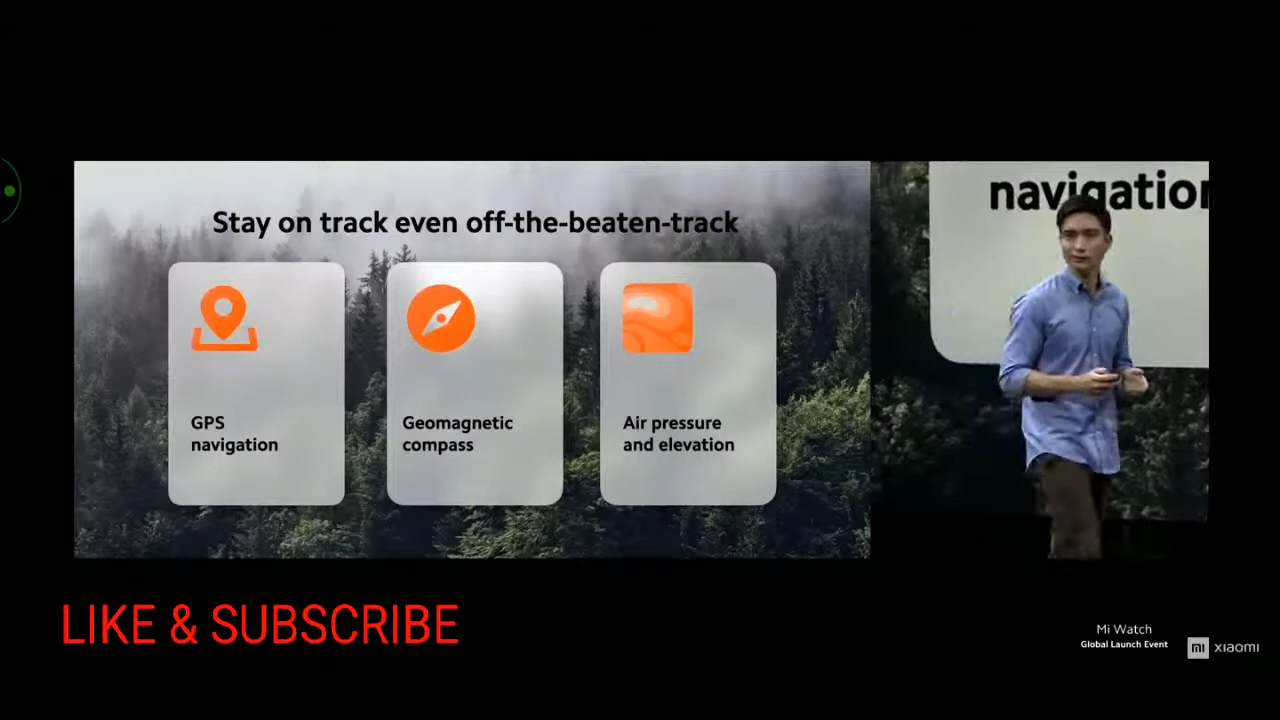 Stay on track even off-the-beaten-track
GPS
navigation
Geomagnetic
compass
Air pressure
and elevation
navigation
LIKE & SUBSCRIBE
Mi Watch
Global Launch Event
mi xiaomi